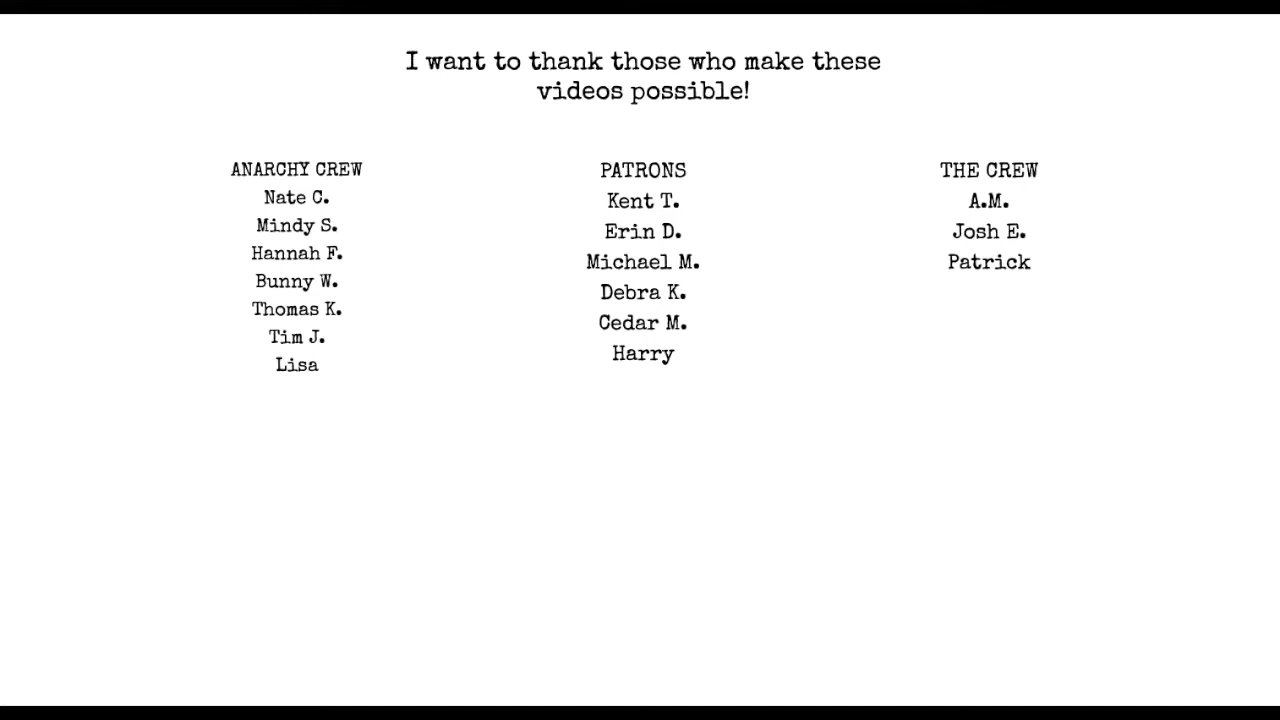 I want to thank those who make these
videos possible!
ANARCHY CREW
Nate C.
Mindy S.
Hannah F.
Bunny W.
Thomas K.
Tim J.
Lisa
PATRONS
Kent T.
Erin D.
Michael M.
Debra K.
Cedar M.
Harry
THE CREW
A.M.
Josh E.
Patrick